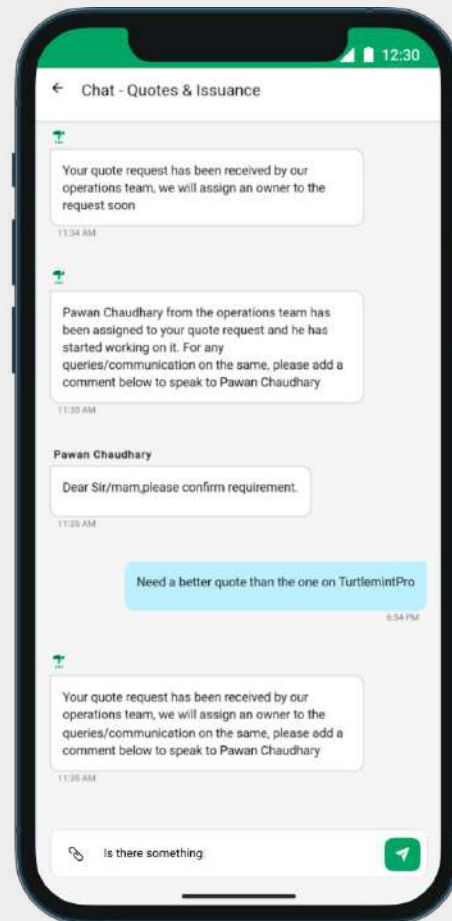 12:30
Chat - Quotes & Issuance
Your quote request has been received by our
operations team, we will assign an owner to the
request soon
11:34 AM
Pawan Chaudhary from the operations team has
been assigned to your quote request and he has
started working on it. For any
queries/communication on the same, please add a
comment below to speak to Pawan Chaudhary
11:35 AM
Pawan Chaudhary
Dear Sir/mam,please confirm requirement.
11:35 AM
Need a better quote than the one on TurtlemintPro
6:54 PM
Your quote request has been received by our
operations team, we will assign an owner to the
queries/communication on the same, please add a
comment below to speak to Pawan Chaudhary
11:35 AM
Is there something